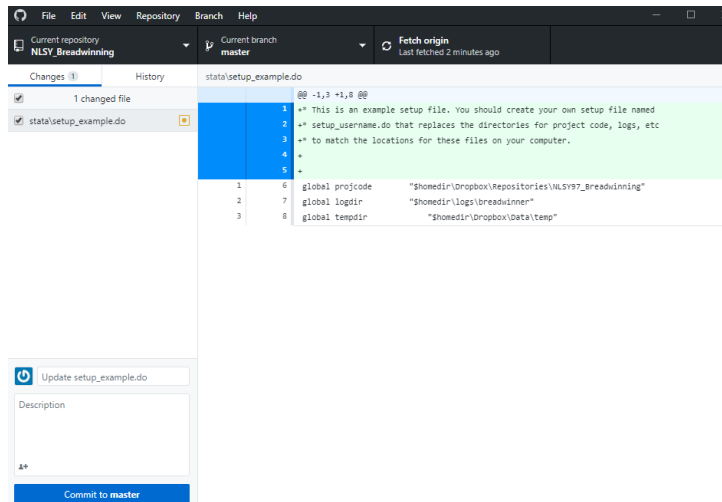 File Edit View Repository Branch Help
Current repository
NLSY_Breadwinning
Current branch
master
Fetch origin
Last fetched 2 minutes ago
Changes 1 History
1 changed file
stata\setup_example.do
stata\setup_example.do
@@ -1,3 +1,8 @@
1 +* This is an example setup file. You should create your own setup file named
2 +* setup_username.do that replaces the directories for project code, logs, etc
3 +* to match the locations for these files on your computer.
4 +
5 +
1 6 global projcode "$homedir\Dropbox\Repositories\NLSY97_Breadwinning"
2 7 global logdir "$homedir\logs\breadwinner"
3 8 global tempdir "$homedir\Dropbox\Data\temp"
Update setup_example.do
Description
Commit to master